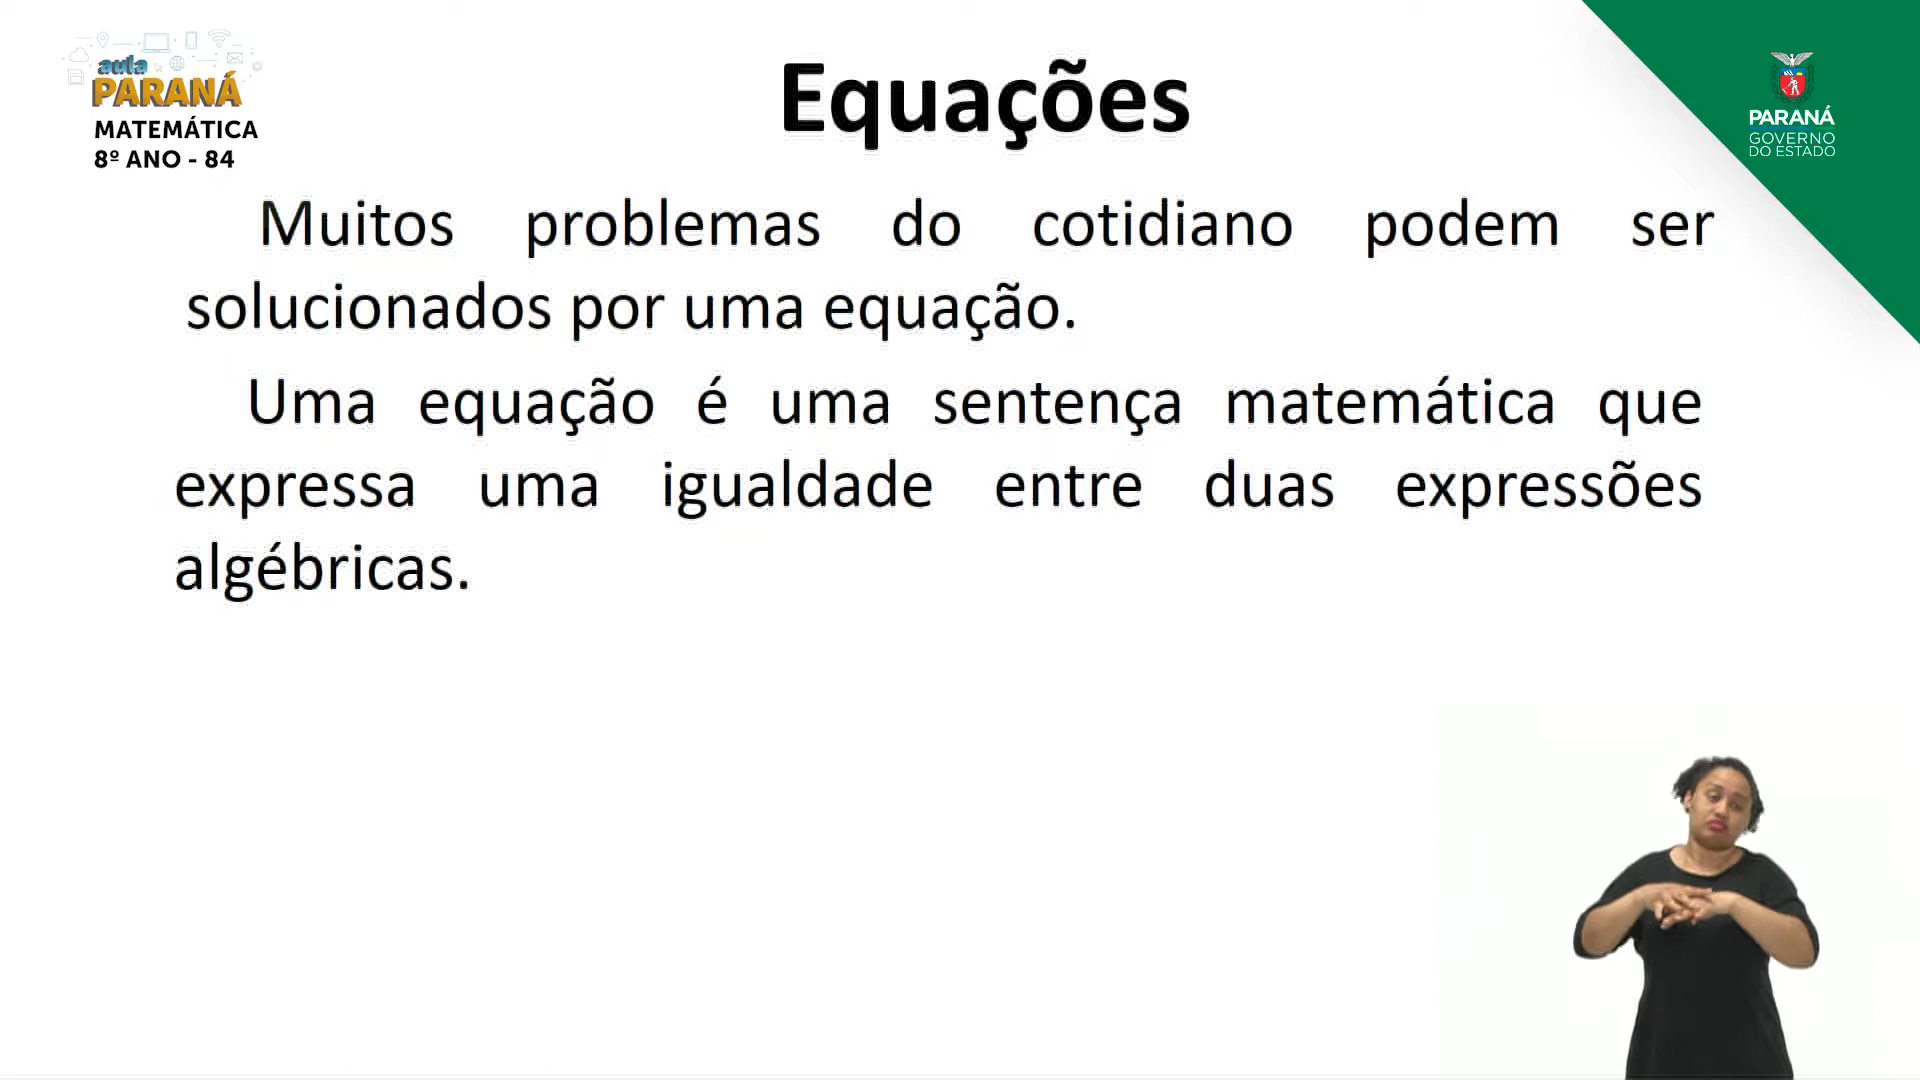 aula
PARANÁ
MATEMÁTICA
8º ANO - 84
Equações
PARANÁ
GOVERNO
DO ESTADO
Muitos problemas do cotidiano podem ser
solucionados por uma equação.
Uma equação é uma sentença matemática que
expressa uma igualdade entre duas expressões
algébricas.